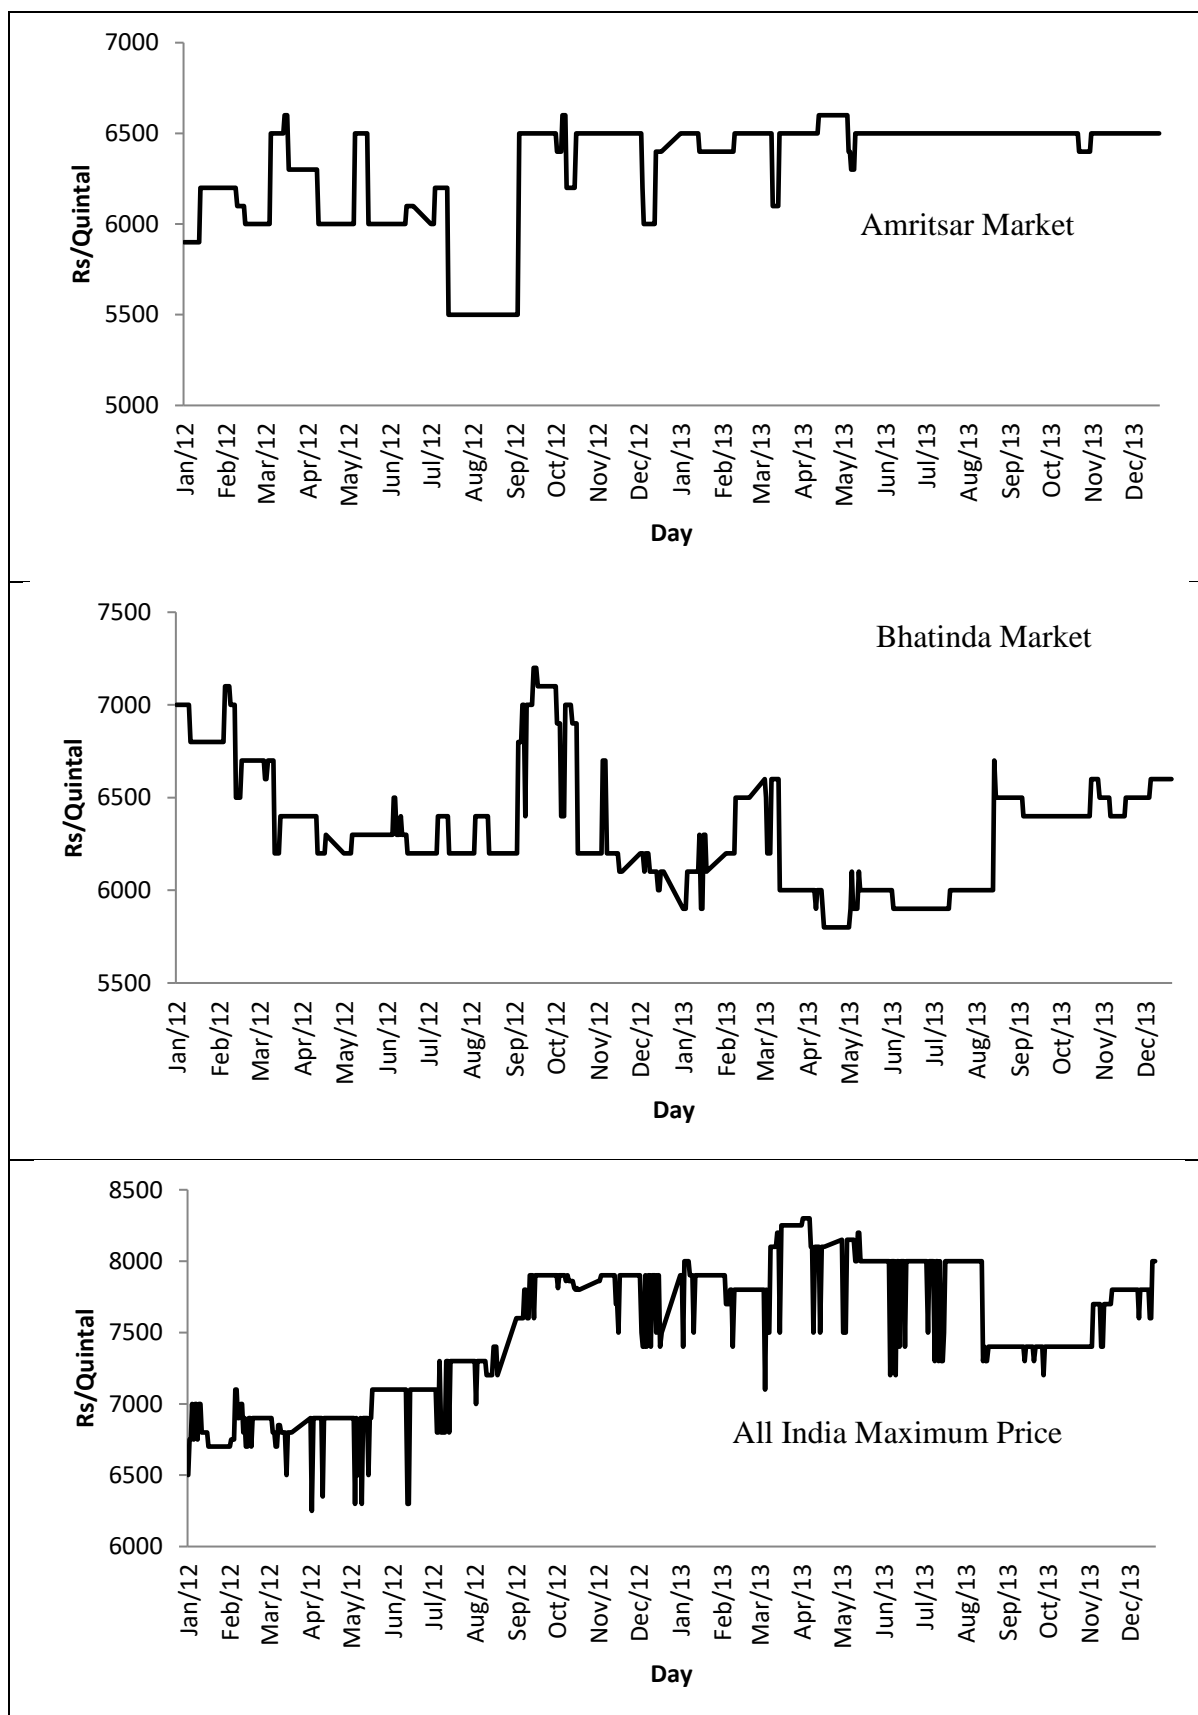 7000
6500
6000
5500
5000
Rs/Quintal
Amritsar Market
Jan/12
Feb/12
Mar/12
Apr/12
May/12
Jun/12
Jul/12
Aug/12
Sep/12
Oct/12
Nov/12
Dec/12
Jan/13
Feb/13
Mar/13
Apr/13
May/13
Jun/13
Jul/13
Aug/13
Sep/13
Oct/13
Nov/13
Dec/13
Day
7500
7000
6500
6000
5500
Rs/Quintal
Bhatinda Market
Jan/12
Feb/12
Mar/12
Apr/12
May/12
Jun/12
Jul/12
Aug/12
Sep/12
Oct/12
Nov/12
Dec/12
Jan/13
Feb/13
Mar/13
Apr/13
May/13
Jun/13
Jul/13
Aug/13
Sep/13
Oct/13
Nov/13
Dec/13
Day
8500
8000
7500
7000
6500
6000
Rs/Quintal
All India Maximum Price
Jan/12
Feb/12
Mar/12
Apr/12
May/12
Jun/12
Jul/12
Aug/12
Sep/12
Oct/12
Nov/12
Dec/12
Jan/13
Feb/13
Mar/13
Apr/13
May/13
Jun/13
Jul/13
Aug/13
Sep/13
Oct/13
Nov/13
Dec/13
Day